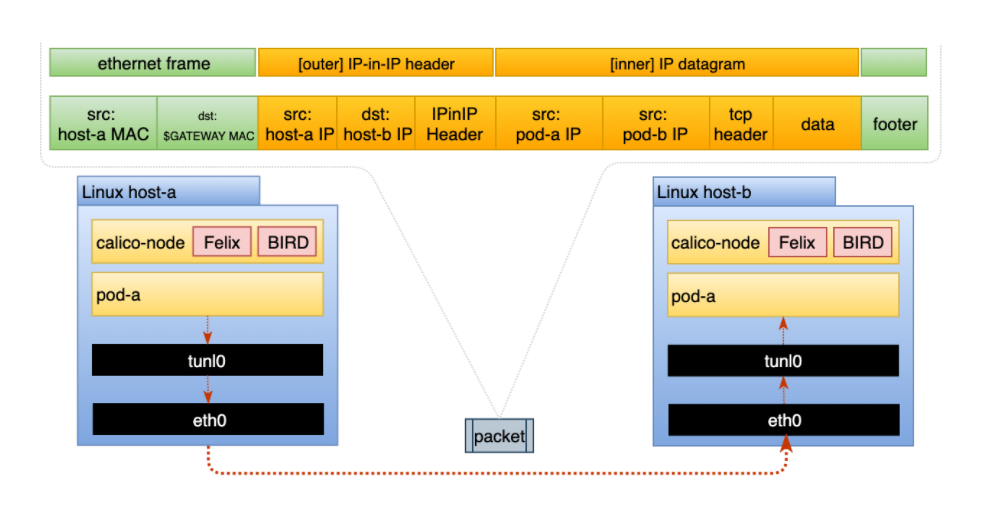 ethernet frame
[outer] IP-in-IP header
[inner] IP datagram
src:
host-a MAC
dst:
$GATEWAY MAC
src:
host-a IP
dst:
host-b IP
IPinIP
Header
src:
pod-a IP
src:
pod-b IP
tcp
header
data
footer
Linux host-a
calico-node
Felix
BIRD
pod-a
tunl0
eth0
packet
Linux host-b
calico-node
Felix
BIRD
pod-a
tunl0
eth0